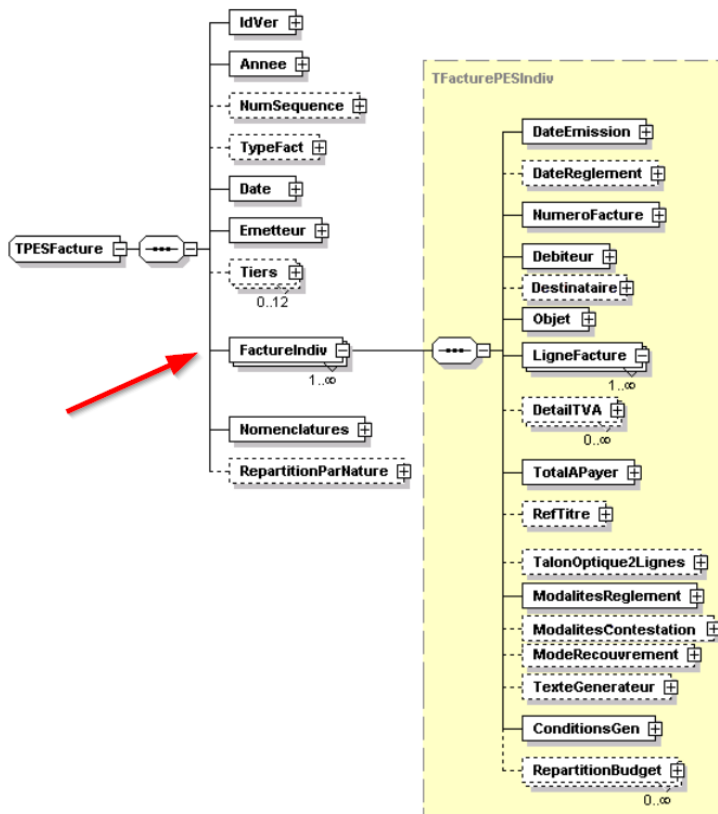 TPESFacture
IdVer
Annee
NumSequence
TypeFact
Date
Emetteur
Tiers
0..12
FactureIndiv
1..∞
Nomenclatures
RepartitionParNature
TFacturePESIndiv
DateEmission
DateReglement
NumeroFacture
Debiteur
Destinataire
Objet
LigneFacture
1..∞
DetailTVA
0..∞
TotalAPayer
RefTitre
TalonOptique2Lignes
ModalitesReglement
ModalitesContestation
ModeRecouvrement
TexteGenerateur
ConditionsGen
RepartitionBudget
0..∞